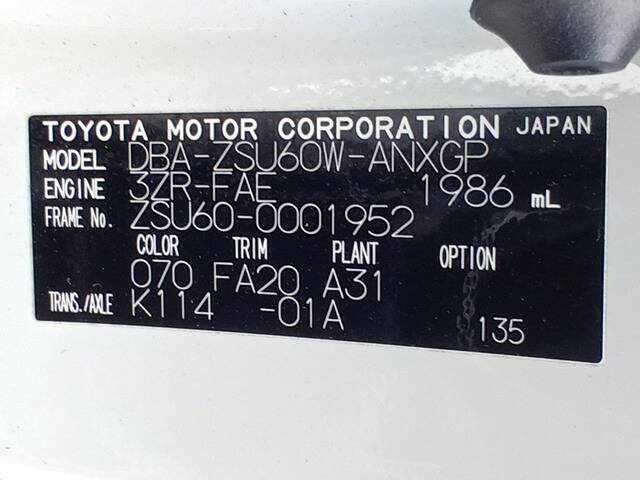 TOYOTA MOTOR CORPORATION JAPAN
MODEL DBA-ZSU60W-ANXGP
ENGINE 3ZR-FAE 1986 mL
FRAME No. ZSU60-0001952
COLOR TRIM PLANT OPTION
070 FA20 A31
TRANS./AXLE K114 -01A
135